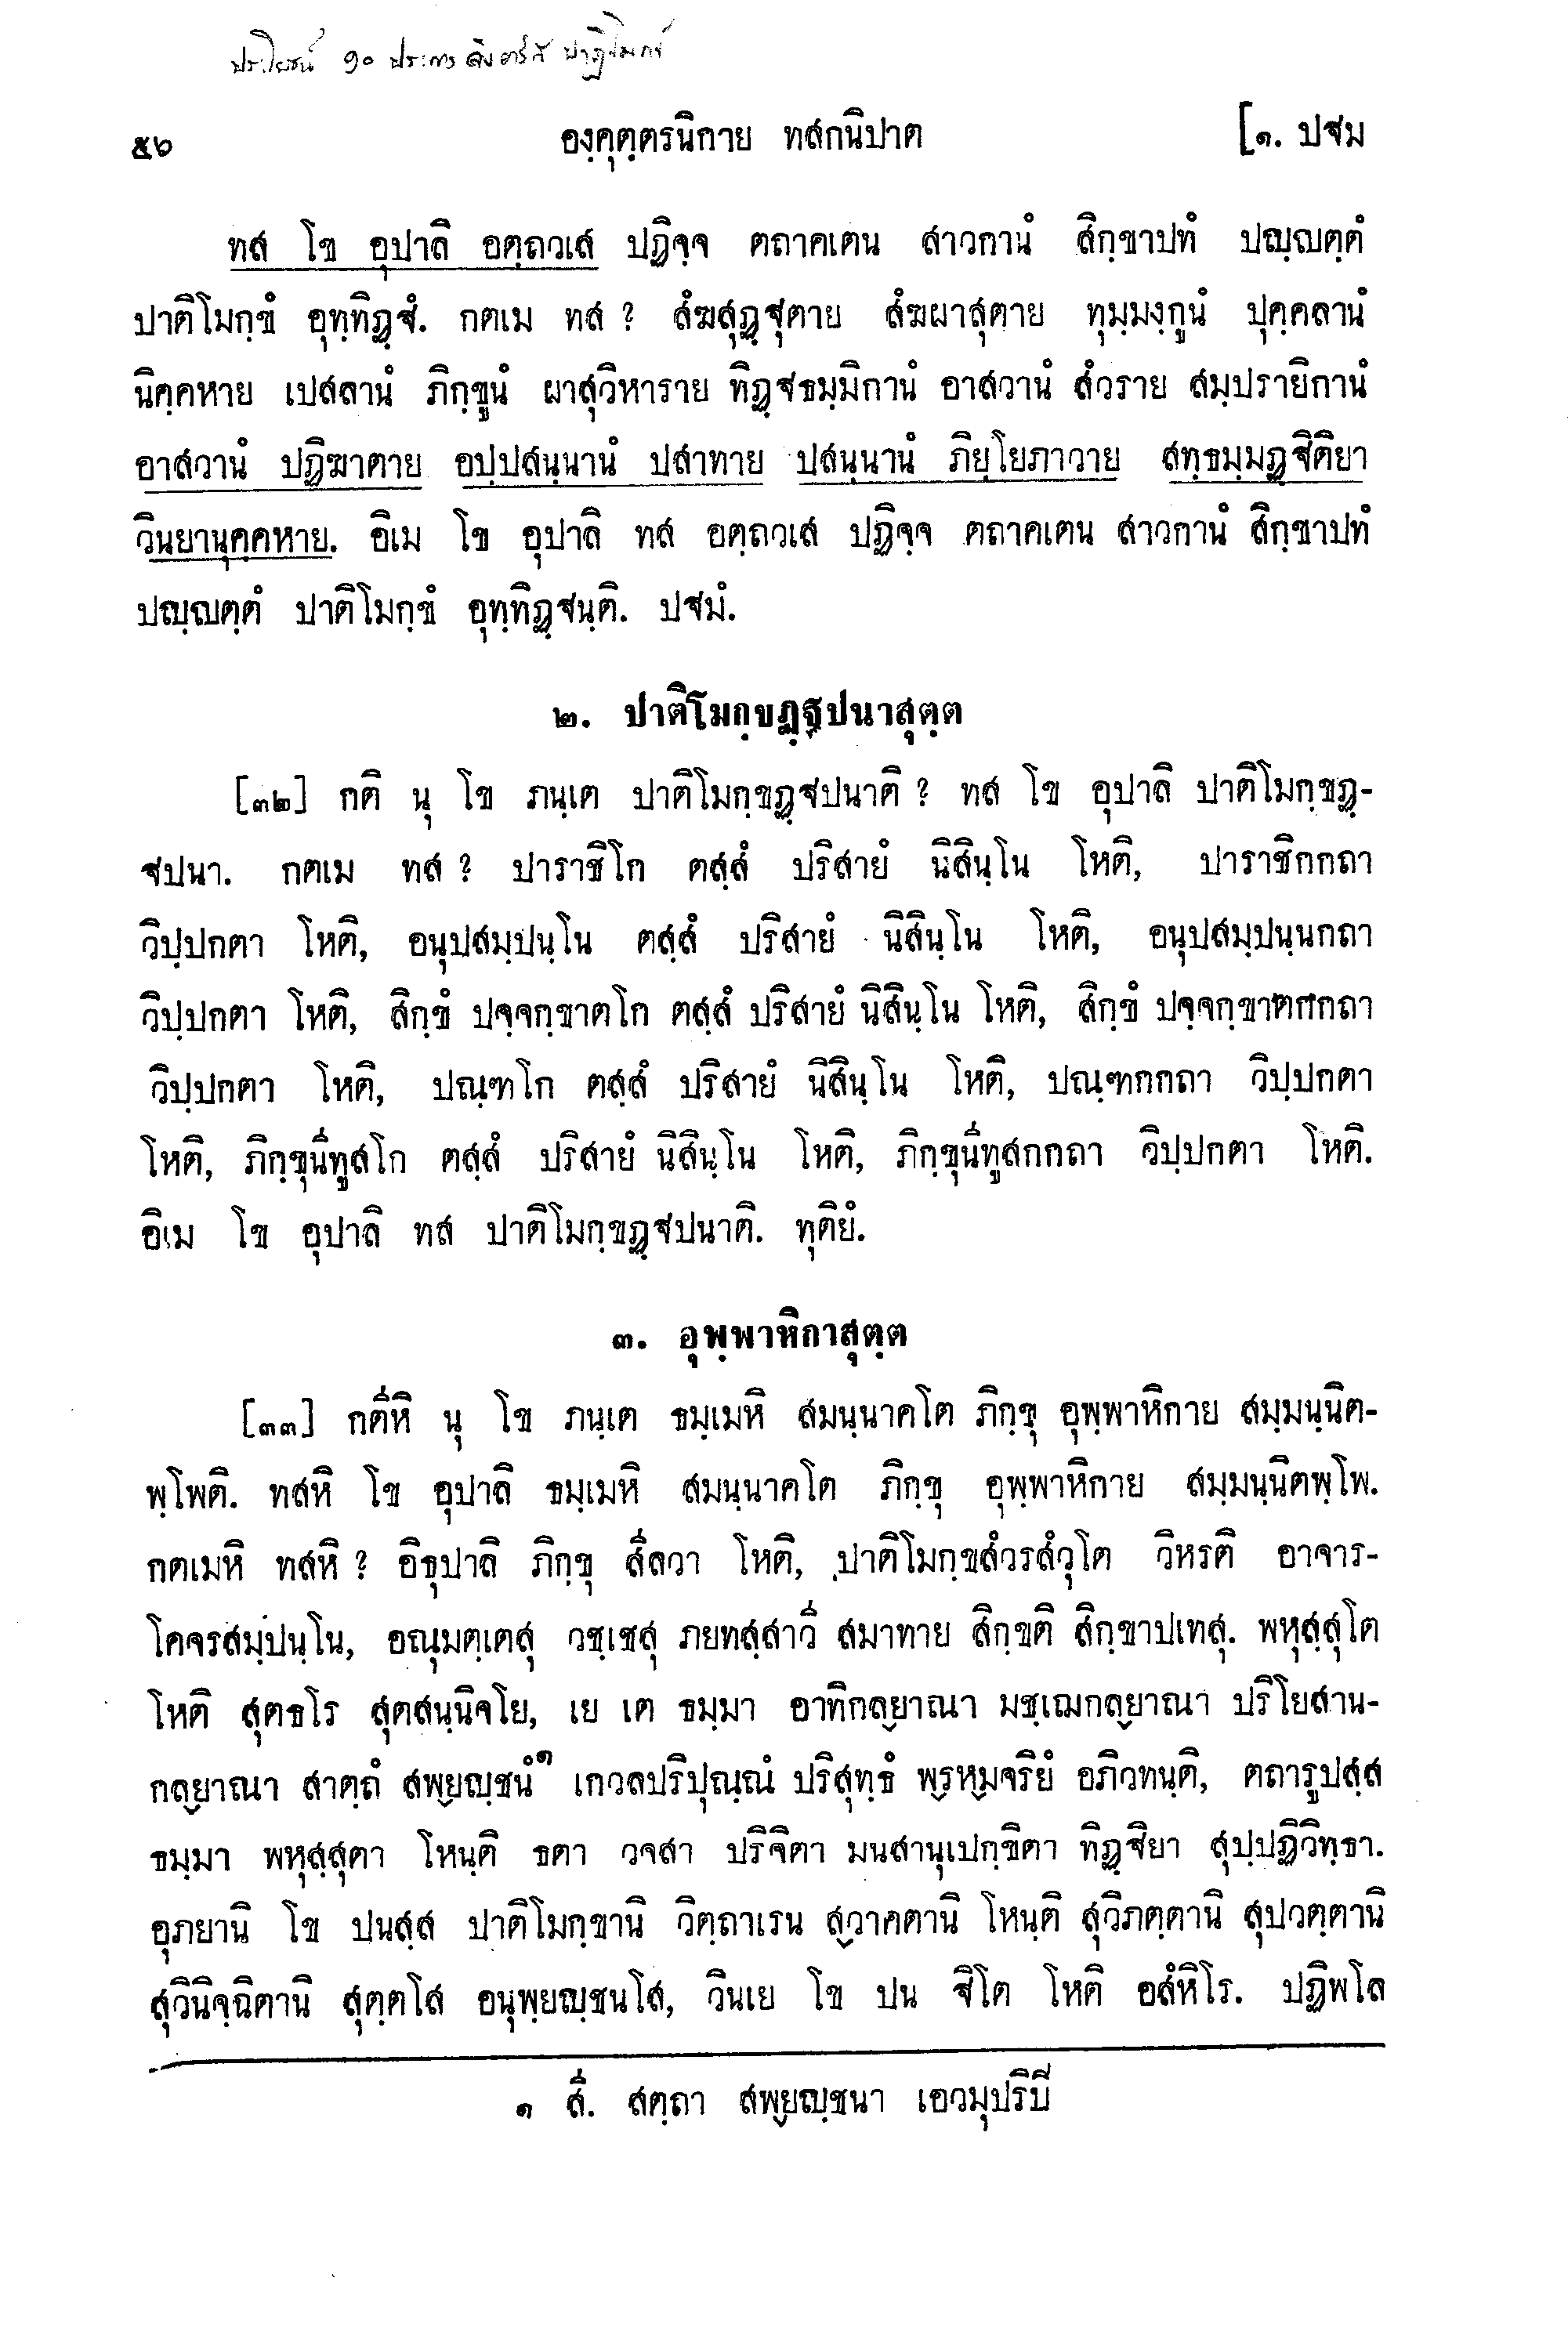 ประโยชน์ ๑๐ ประการ ปาฏิโมกข์
๕๖ องฺคุตฺตรนิกาย ทสกนิปาต [๑. ปฐม
ทส โข อุปาลิ อตฺถวเส ปฏิจฺจ ตถาคเตน สาวกานํ สิกฺขาปทํ ปญฺญตฺตํ
ปาติโมกฺขํ อุทฺทิฏฺฐํ. กตเม ทส ? สํฆสุฏฺฐุตาย สํฆผาสุตาย ทุมฺมงฺกูนํ ปุคฺคลานํ
นิคฺคหาย เปสลานํ ภิกฺขูนํ ผาสุวิหาราย ทิฏฺฐธมฺมิกานํ อาสวานํ สํวราย สมฺปรายิกานํ
อาสวานํ ปฏิฆาตาย อปฺปสนฺนานํ ปสาทาย ปสนฺนานํ ภิยฺโยภาวาย สทฺธมฺมฏฺฐิติยา
วินยานุคฺคหาย. อิเม โข อุปาลิ ทส อตฺถวเส ปฏิจฺจ ตถาคเตน สาวกานํ สิกฺขาปทํ
ปญฺญตฺตํ ปาติโมกฺขํ อุทฺทิฏฺฐนฺติ. ปฐมํ.
๒. ปาติโมกฺขฏฺฐปนาสุตฺต
[๓๒] กติ นุ โข ภนฺเต ปาติโมกฺขฏฺฐปนาติ ? ทส โข อุปาลิ ปาติโมกฺขฏฺ-
ฐปนา. กตเม ทส ? ปาราชิโก ตสฺสํ ปริสายํ นิสินฺโน โหติ, ปาราชิกกถา
วิปฺปกตา โหติ, อนุปสมฺปนฺโน ตสฺสํ ปริสายํ นิสินฺโน โหติ, อนุปสมฺปนฺนกถา
วิปฺปกตา โหติ, สิกฺขํ ปจฺจกฺขาตโก ตสฺสํ ปริสายํ นิสินฺโน โหติ, สิกฺขํ ปจฺจกฺขาตกกถา
วิปฺปกตา โหติ, ปณฺฑโก ตสฺสํ ปริสายํ นิสินฺโน โหติ, ปณฺฑกกถา วิปฺปกตา
โหติ, ภิกฺขุนีทูสโก ตสฺสํ ปริสายํ นิสินฺโน โหติ, ภิกฺขุนีทูสกกถา วิปฺปกตา โหติ.
อิเม โข อุปาลิ ทส ปาติโมกฺขฏฺฐปนาติ. ทุติยํ.
๓. อุพฺพาหิกาสุตฺต
[๓๓] กตีหิ นุ โข ภนฺเต ธมฺเมหิ สมนฺนาคโต ภิกฺขุ อุพฺพาหิกาย สมฺมนฺนิต-
พฺโพติ. ทสหิ โข อุปาลิ ธมฺเมหิ สมนฺนาคโต ภิกฺขุ อุพฺพาหิกาย สมฺมนฺนิตพฺโพ.
กตเมหิ ทสหิ ? อิธุปาลิ ภิกฺขุ สีลวา โหติ, ปาติโมกฺขสํวรสํวุโต วิหรติ อาจาร-
โคจรสมฺปนฺโน, อณุมตฺเตสุ วชฺเชสุ ภยทสฺสาวี สมาทาย สิกฺขติ สิกฺขาปเทสุ. พหุสฺสุโต
โหติ สุตธโร สุตสนฺนิจโย, เย เต ธมฺมา อาทิกลฺยาณา มชฺเฌกลฺยาณา ปริโยสาน-
กลฺยาณา สาตฺถํ สพฺยญฺชนํ๑ เกวลปริปุณฺณํ ปริสุทฺธํ พฺรหฺมจริยํ อภิวทนฺติ, ตถารูปสฺส
ธมฺมา พหุสฺสุตา โหนฺติ ธตา วจสา ปริจิตา มนสานุเปกฺขิตา ทิฏฺฐิยา สุปฺปฏิวิทฺธา.
อุภยานิ โข ปนสฺส ปาติโมกฺขานิ วิตฺถาเรน สฺวาคตานิ โหนฺติ สุวิภตฺตานิ สุปวตฺตานิ
สุวินิจฺฉิตานิ สุตฺตโส อนุพฺยญฺชนโส, วินเย โข ปน ฐิโต โหติ อสํหิโร. ปฏิพโล
๑ สี. สตฺถา สพฺยญฺชนา เอวมุปริปี